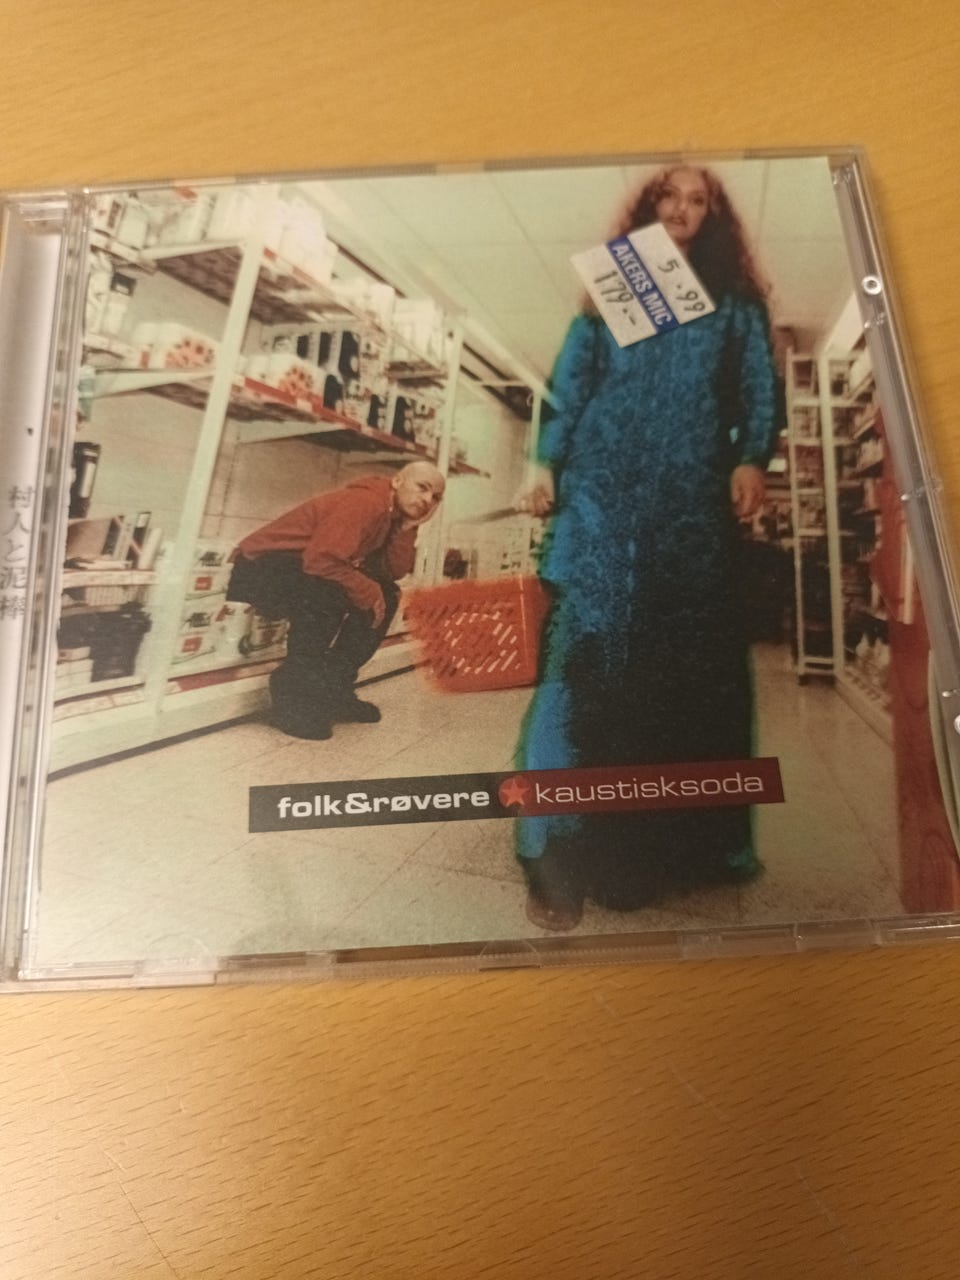 5.99
AKERS MIC
179.-
村人と泥棒
folk&røvere kaustisksoda